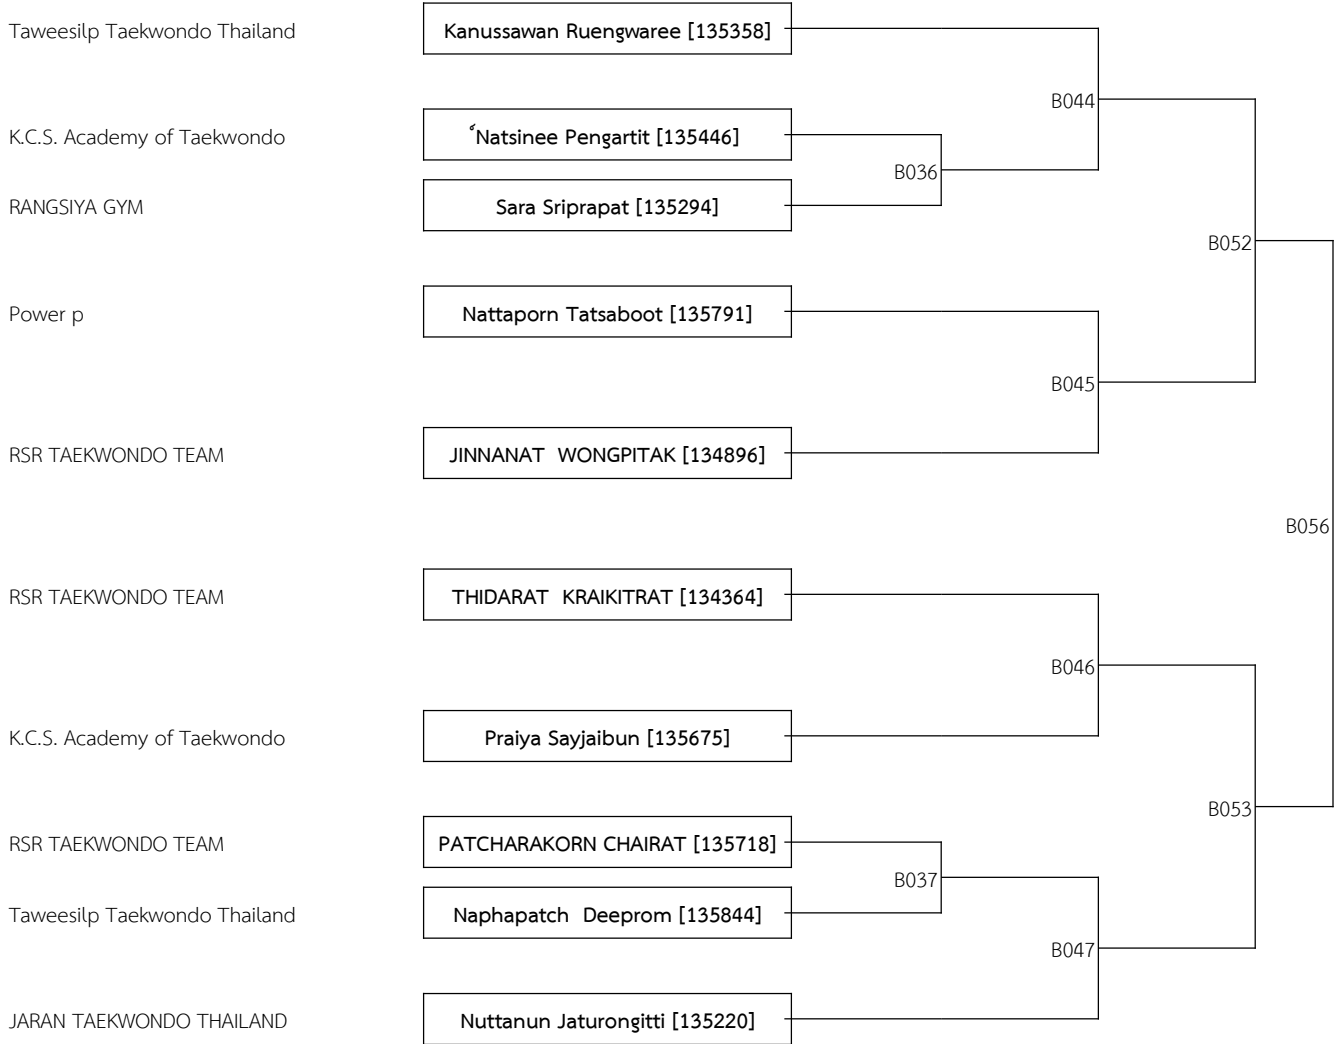 Taweesilp Taekwondo Thailand
Kanussawan Ruengwaree [135358]
B044
K.C.S. Academy of Taekwondo
์Natsinee Pengartit [135446]
B036
RANGSIYA GYM
Sara Sriprapat [135294]
B052
Power p
Nattaporn Tatsaboot [135791]
B045
RSR TAEKWONDO TEAM
JINNANAT  WONGPITAK [134896]
B056
RSR TAEKWONDO TEAM
THIDARAT  KRAIKITRAT [134364]
B046
K.C.S. Academy of Taekwondo
Praiya Sayjaibun [135675]
B053
RSR TAEKWONDO TEAM
PATCHARAKORN CHAIRAT [135718]
B037
Taweesilp Taekwondo Thailand
Naphapatch  Deeprom [135844]
B047
JARAN TAEKWONDO THAILAND
Nuttanun Jaturongitti [135220]